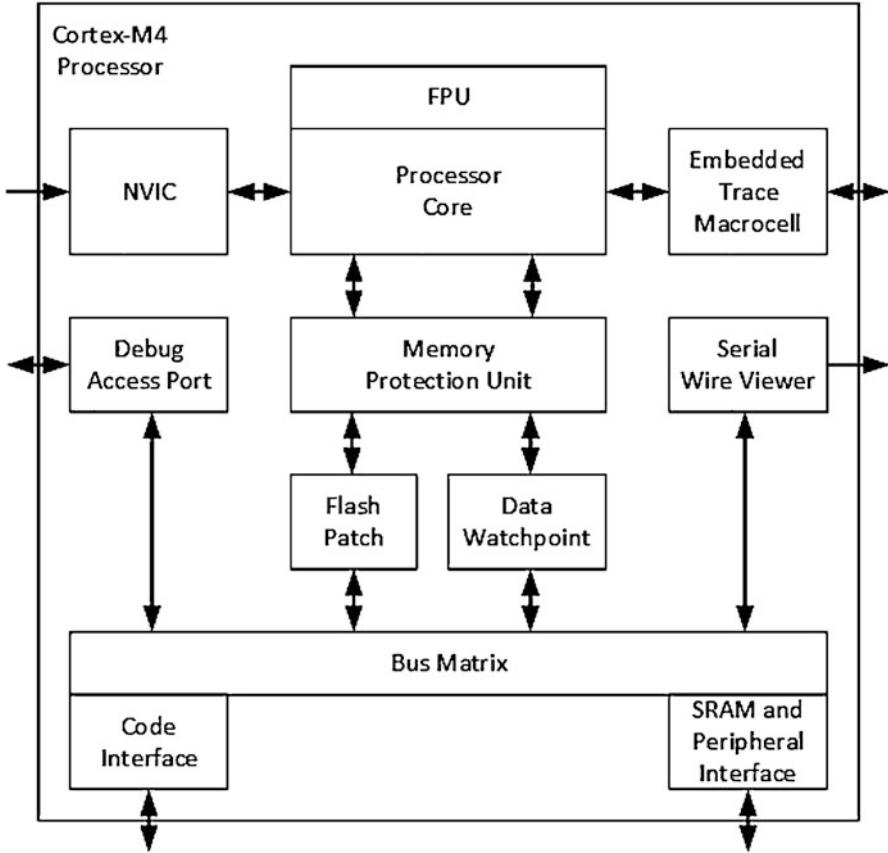 Cortex-M4
Processor
FPU
NVIC
Processor
Core
Embedded
Trace
Macrocell
Debug
Access Port
Memory
Protection Unit
Serial
Wire Viewer
Flash
Patch
Data
Watchpoint
Bus Matrix
Code
Interface
SRAM and
Peripheral
Interface